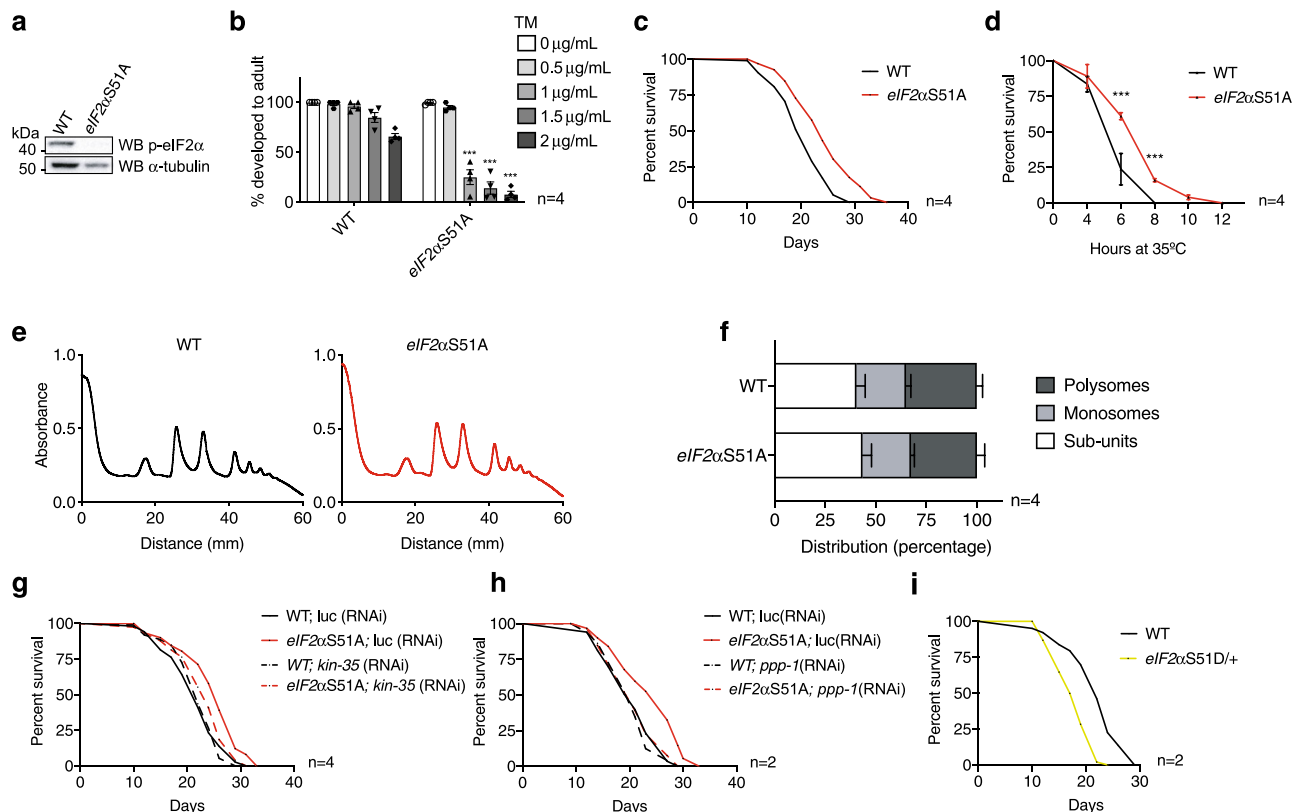 a
WT
eIF2αS51A
kDa
40
WB p-eIF2α
50
WB α-tubulin
b
TM
0 µg/mL
0.5 µg/mL
1 µg/mL
1.5 µg/mL
2 µg/mL
% developed to adult
100
50
0
*** *** ***
WT
eIF2αS51A
n=4
c
Percent survival
100
75
50
25
0
0 10 20 30 40
Days
WT
eIF2αS51A
n=4
d
Percent survival
100
75
50
25
0
0 4 6 8 10 12
Hours at 35ºC
WT
eIF2αS51A
***
***
n=4
e
WT
Absorbance
1.0
0.5
0.0
0 20 40 60
Distance (mm)
eIF2αS51A
1.0
0.5
0.0
0 20 40 60
Distance (mm)
f
WT
eIF2αS51A
0 25 50 75 100
Distribution (percentage)
n=4
Polysomes
Monosomes
Sub-units
g
Percent survival
100
75
50
25
0
0 10 20 30 40
Days
WT; luc (RNAi)
eIF2αS51A; luc (RNAi)
WT; kin-35 (RNAi)
eIF2αS51A; kin-35 (RNAi)
n=4
h
Percent survival
100
75
50
25
0
0 10 20 30 40
Days
WT; luc(RNAi)
eIF2αS51A; luc(RNAi)
WT; ppp-1(RNAi)
eIF2αS51A; ppp-1(RNAi)
n=2
i
Percent survival
100
75
50
25
0
0 10 20 30
Days
WT
eIF2αS51D/+
n=2